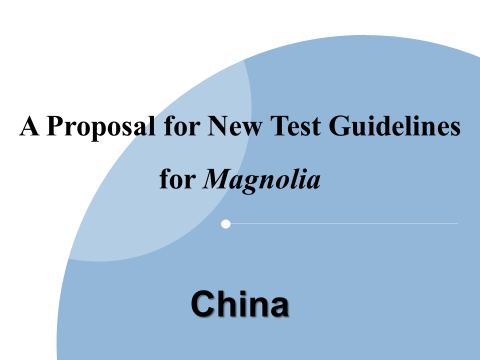 A Proposal for New Test Guidelines
for Magnolia
China